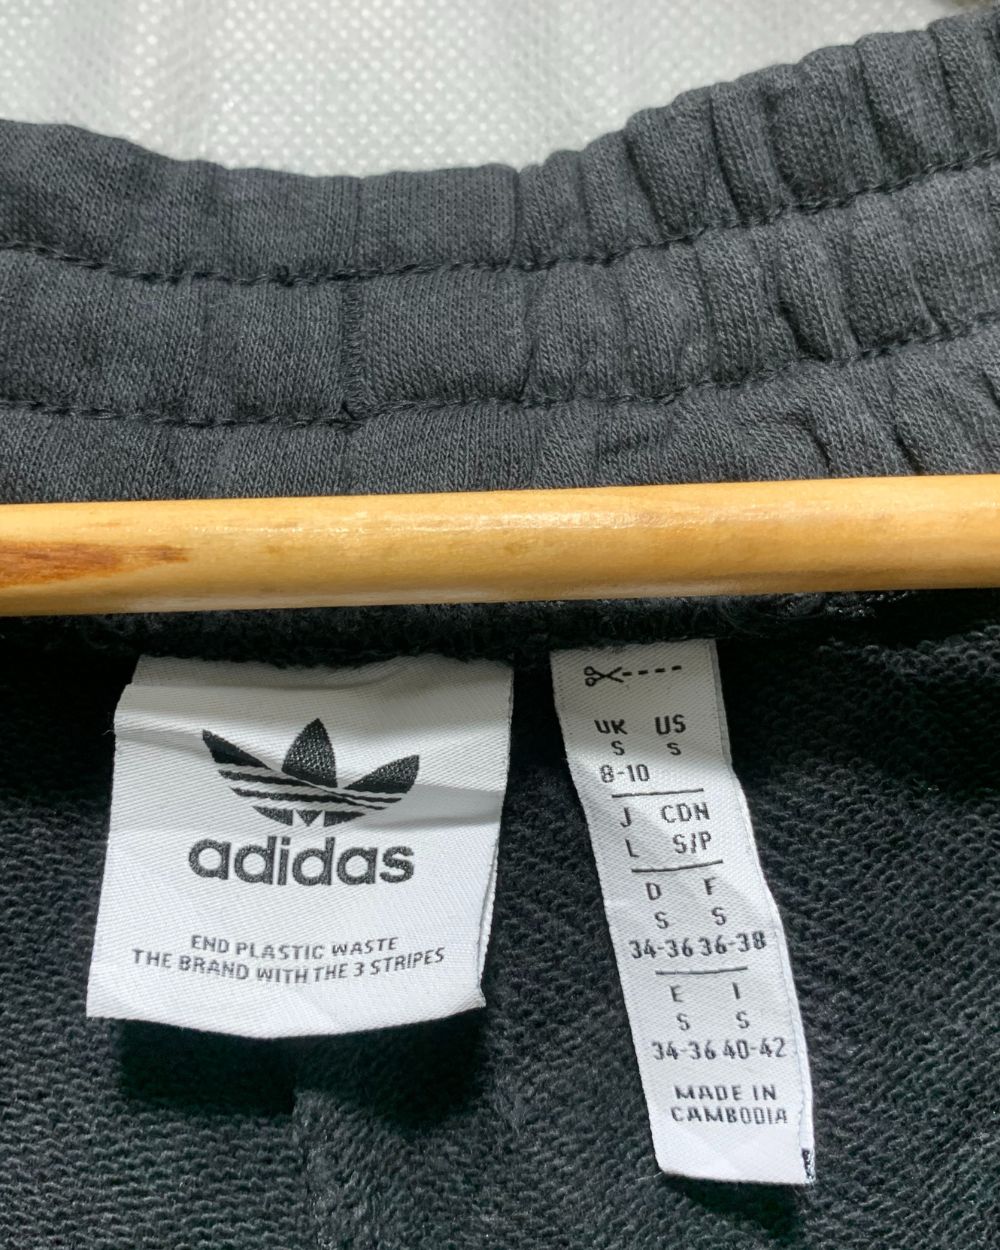 adidas
END PLASTIC WASTE
THE BRAND WITH THE 3 STRIPES
UK US
S S
8-10
J CDN
L S/P
D F
S S
34-36 36-38
E I
S S
34-36 40-42
MADE IN
CAMBODIA